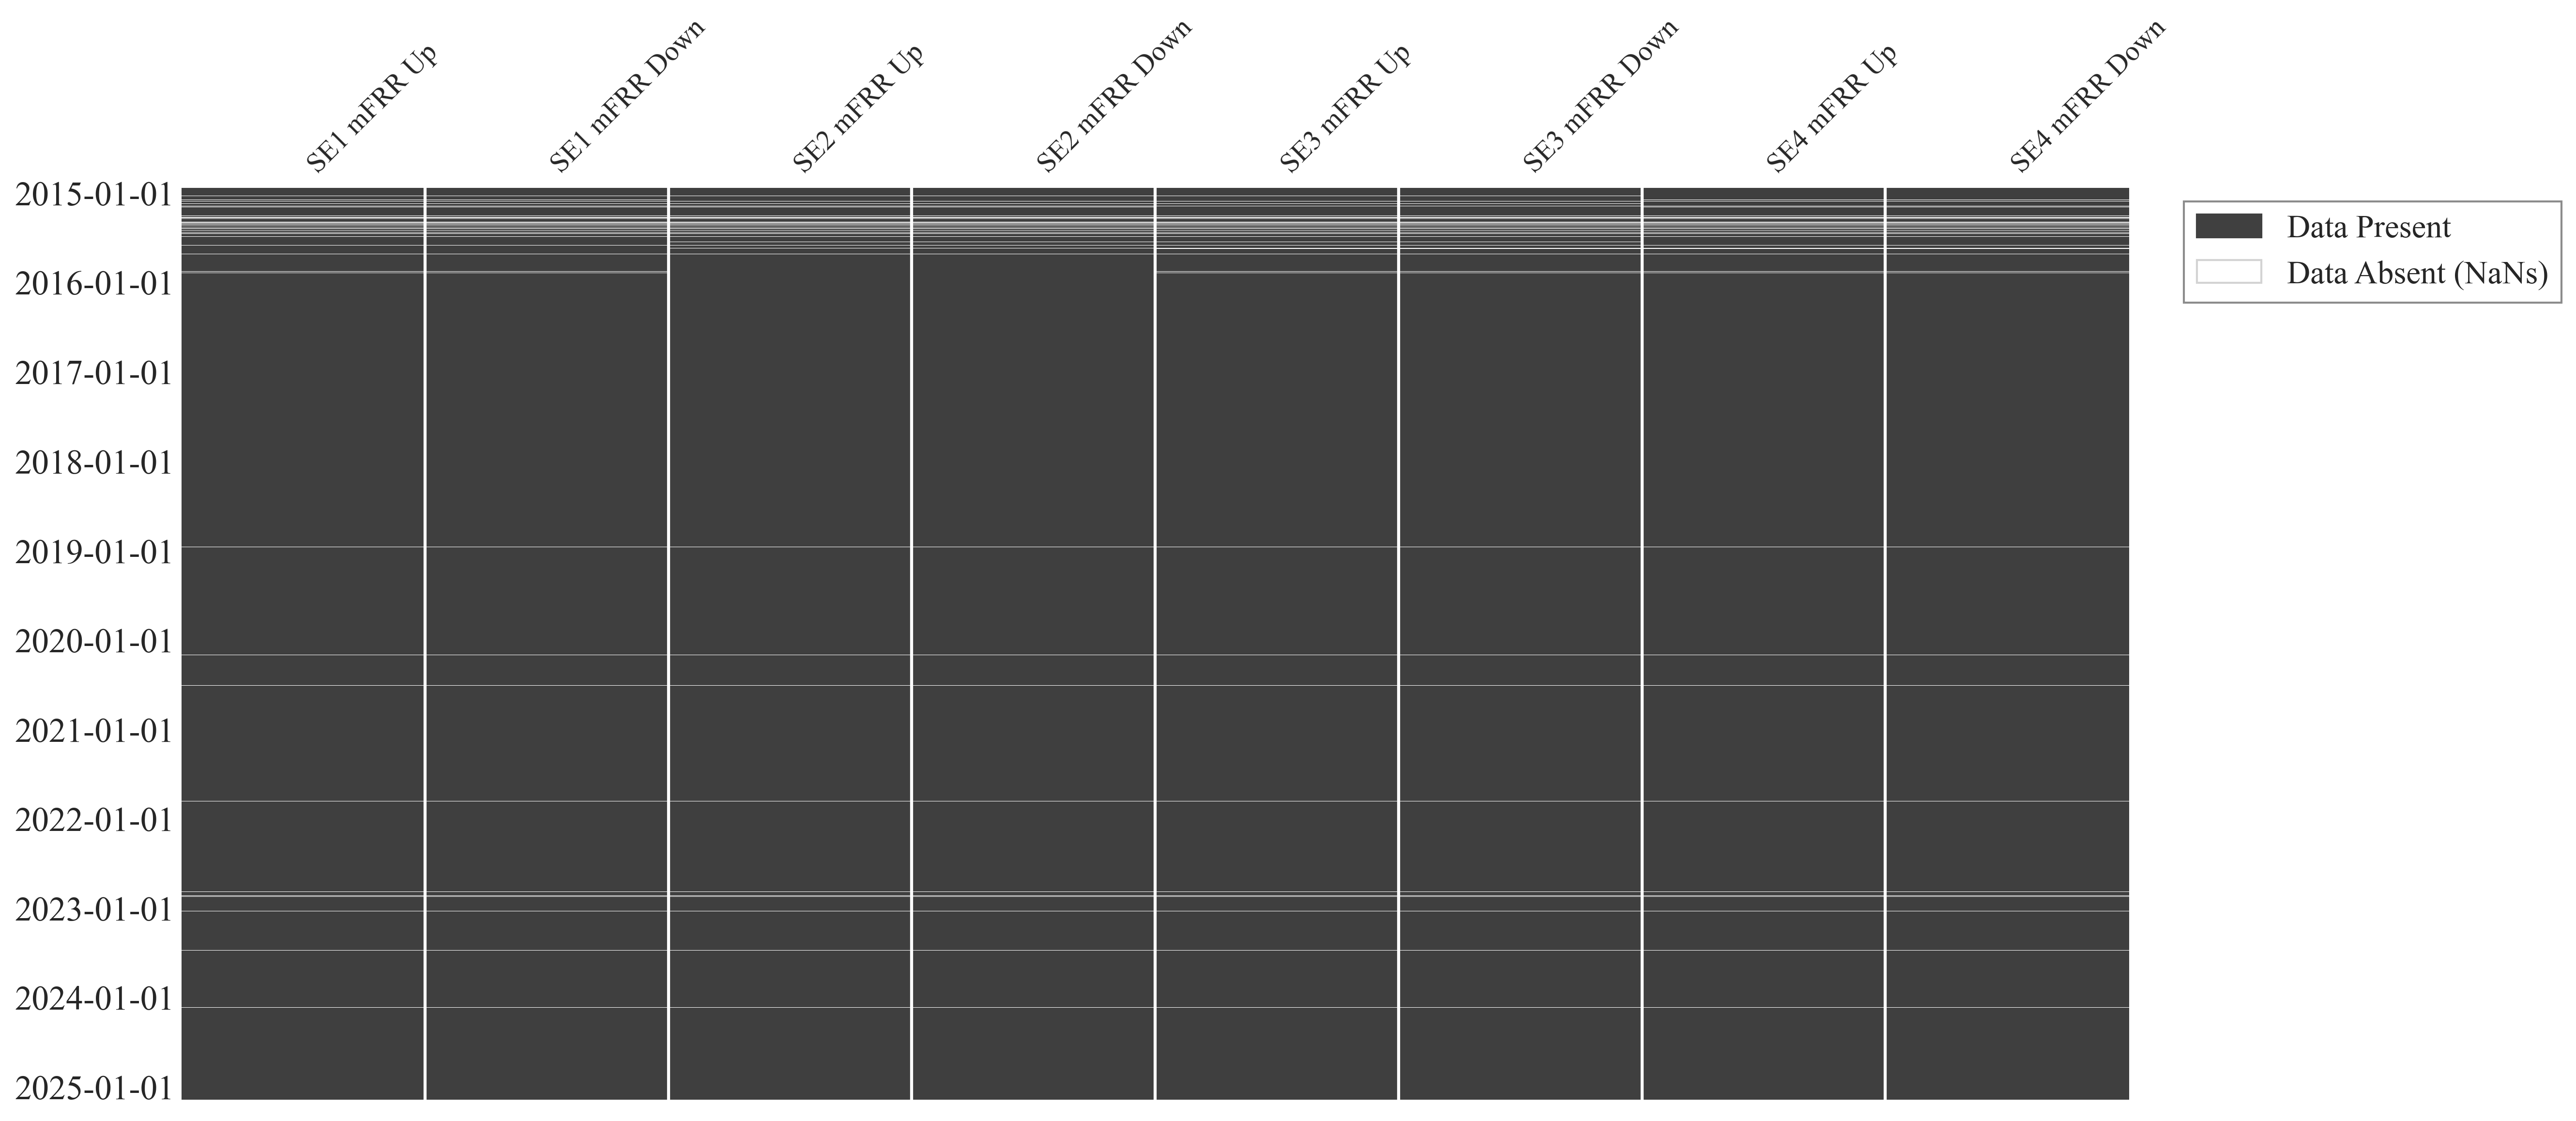 SE1 mFRR Up
SE1 mFRR Down
SE2 mFRR Up
SE2 mFRR Down
SE3 mFRR Up
SE3 mFRR Down
SE4 mFRR Up
SE4 mFRR Down
2015-01-01
2016-01-01
2017-01-01
2018-01-01
2019-01-01
2020-01-01
2021-01-01
2022-01-01
2023-01-01
2024-01-01
2025-01-01
Data Present
Data Absent (NaNs)